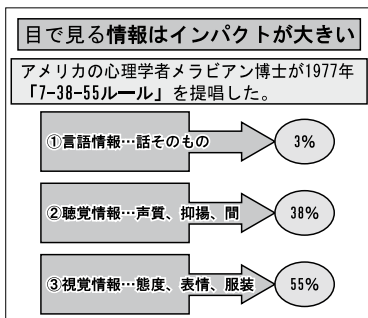 目で見る情報はインパクトが大きい
アメリカの心理学者メラビアン博士が1977年
「7-38-55ルール」を提唱した。
①言語情報…話そのもの
3%
②聴覚情報…声質、抑揚、間
38%
③視覚情報…態度、表情、服装
55%